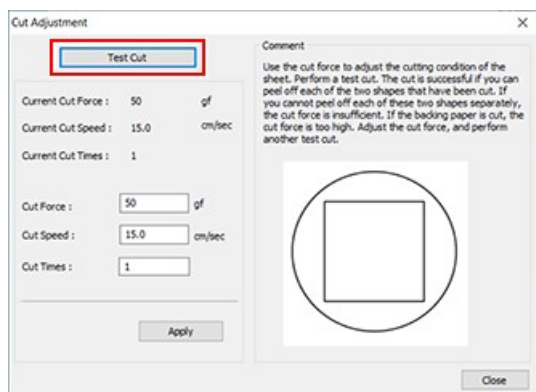 Cut Adjustment
Test Cut
Current Cut Force : 50 gf
Current Cut Speed : 15.0 cm/sec
Current Cut Times : 1
Cut Force : 50 gf
Cut Speed : 15.0 cm/sec
Cut Times : 1
Apply
Comment
Use the cut force to adjust the cutting condition of the
sheet. Perform a test cut. The cut is successful if you can
peel off each of the two shapes that have been cut. If
you cannot peel off each of these two shapes separately,
the cut force is insufficient. If the backing paper is cut, the
cut force is too high. Adjust the cut force, and perform
another test cut.
Close